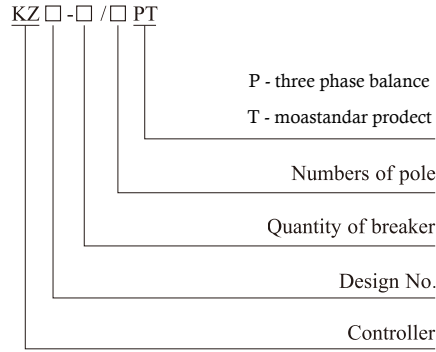 KZ□-□/□PT
P - three phase balance
T - moastandar prodect
Numbers of pole
Quantity of breaker
Design No.
Controller